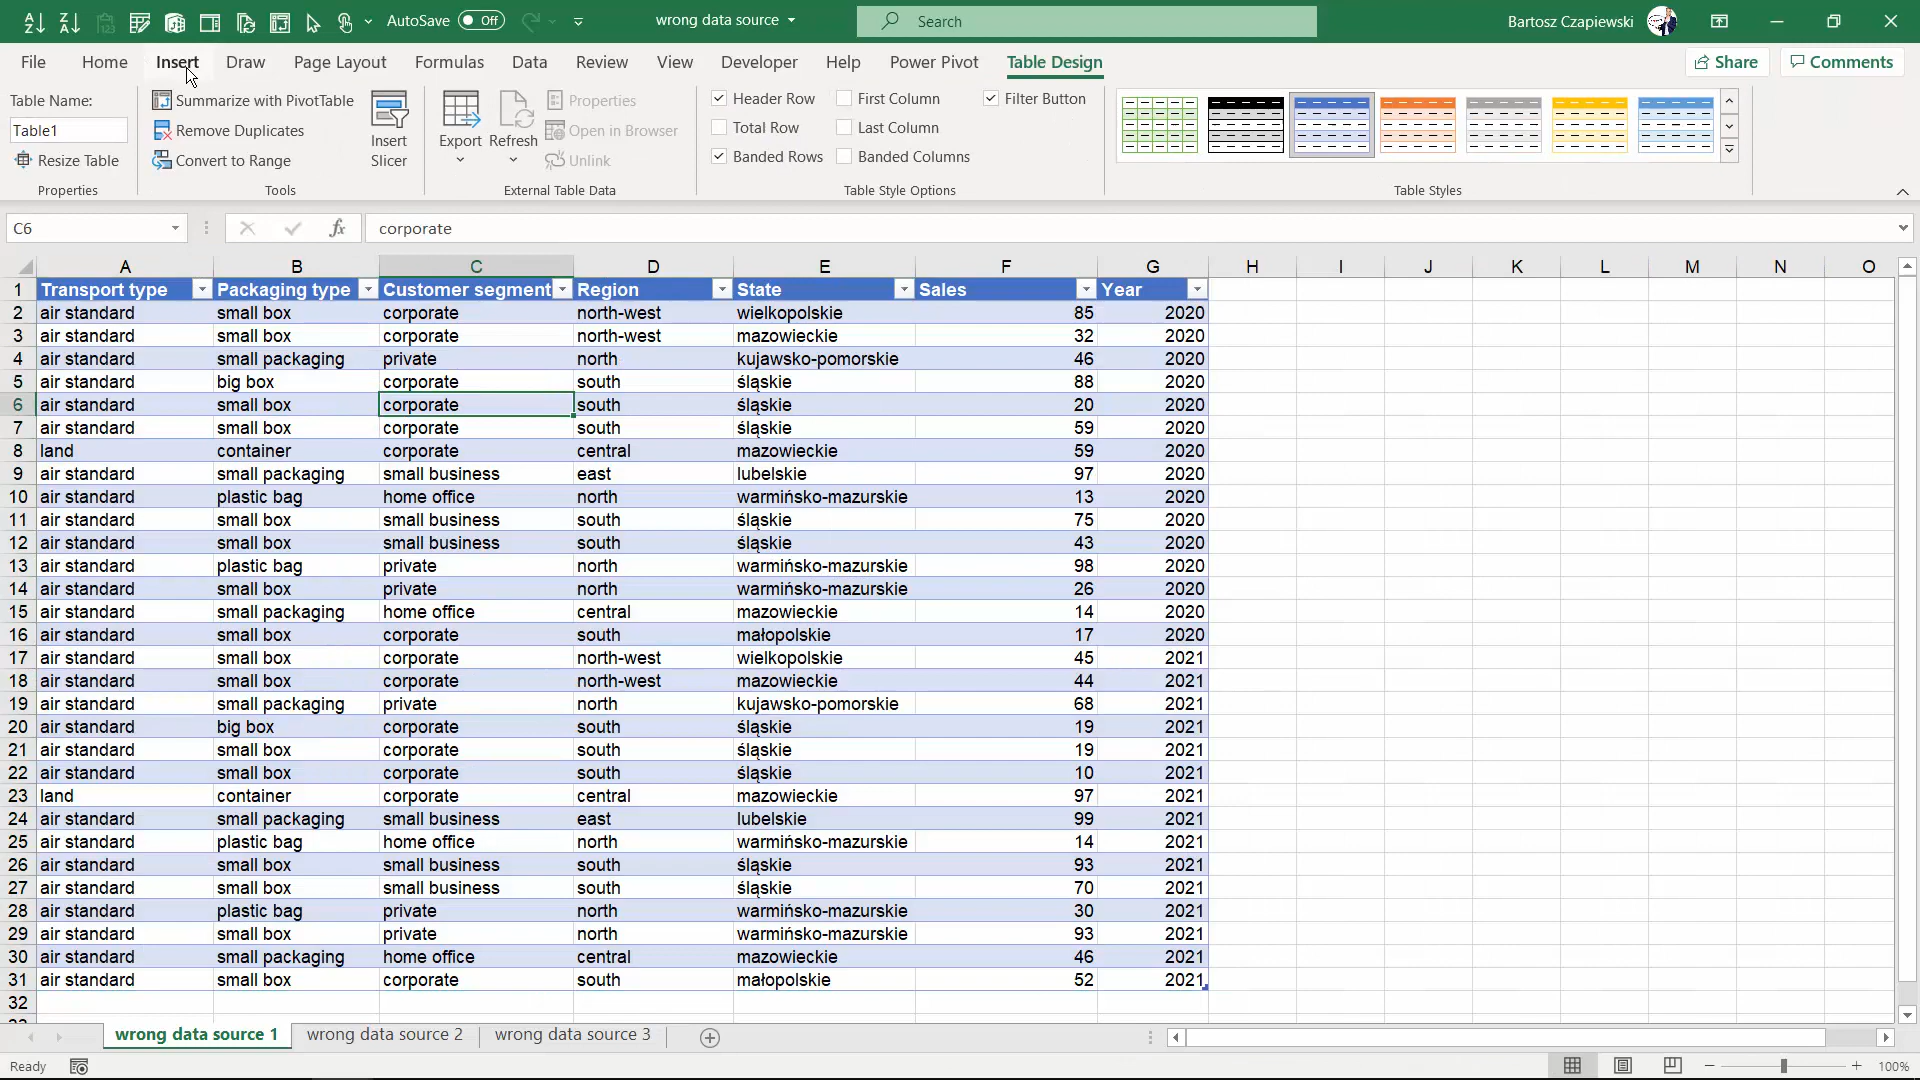 AutoSave Off wrong data source Search Bartosz Czapiewski
File Home Insert Draw Page Layout Formulas Data Review View Developer Help Power Pivot Table Design Share Comments
Table Name:
Table1
Resize Table
Properties
Summarize with PivotTable
Remove Duplicates
Convert to Range
Insert
Slicer
Tools
Export
Refresh
Properties
Open in Browser
Unlink
External Table Data
Header Row First Column Filter Button
Total Row Last Column
Banded Rows Banded Columns
Table Style Options
Table Styles
C6 fx corporate
A B C D E F G H I J K L M N O
1 Transport type Packaging type Customer segment Region State Sales Year
2 air standard small box corporate north-west wielkopolskie 85 2020
3 air standard small box corporate north-west mazowieckie 32 2020
4 air standard small packaging private north kujawsko-pomorskie 46 2020
5 air standard big box corporate south śląskie 88 2020
6 air standard small box corporate south śląskie 20 2020
7 air standard small box corporate south śląskie 59 2020
8 land container corporate central mazowieckie 59 2020
9 air standard small packaging small business east lubelskie 97 2020
10 air standard plastic bag home office north warmińsko-mazurskie 13 2020
11 air standard small box small business south śląskie 75 2020
12 air standard small box small business south śląskie 43 2020
13 air standard plastic bag private north warmińsko-mazurskie 98 2020
14 air standard small box private north warmińsko-mazurskie 26 2020
15 air standard small packaging home office central mazowieckie 14 2020
16 air standard small box corporate south małopolskie 17 2020
17 air standard small box corporate north-west wielkopolskie 45 2021
18 air standard small box corporate north-west mazowieckie 44 2021
19 air standard small packaging private north kujawsko-pomorskie 68 2021
20 air standard big box corporate south śląskie 19 2021
21 air standard small box corporate south śląskie 19 2021
22 air standard small box corporate south śląskie 10 2021
23 land container corporate central mazowieckie 97 2021
24 air standard small packaging small business east lubelskie 99 2021
25 air standard plastic bag home office north warmińsko-mazurskie 14 2021
26 air standard small box small business south śląskie 93 2021
27 air standard small box small business south śląskie 70 2021
28 air standard plastic bag private north warmińsko-mazurskie 30 2021
29 air standard small box private north warmińsko-mazurskie 93 2021
30 air standard small packaging home office central mazowieckie 46 2021
31 air standard small box corporate south małopolskie 52 2021
32
wrong data source 1 wrong data source 2 wrong data source 3
Ready 100%